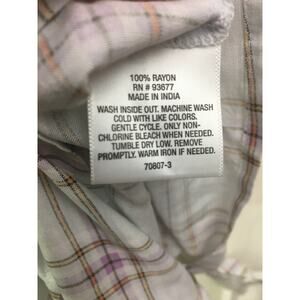 100% RAYON
RN # 93677
MADE IN INDIA
WASH INSIDE OUT. MACHINE WASH
COLD WITH LIKE COLORS.
GENTLE CYCLE. ONLY NON-
CHLORINE BLEACH WHEN NEEDED.
TUMBLE DRY LOW. REMOVE
PROMPTLY. WARM IRON IF NEEDED.
70807-3